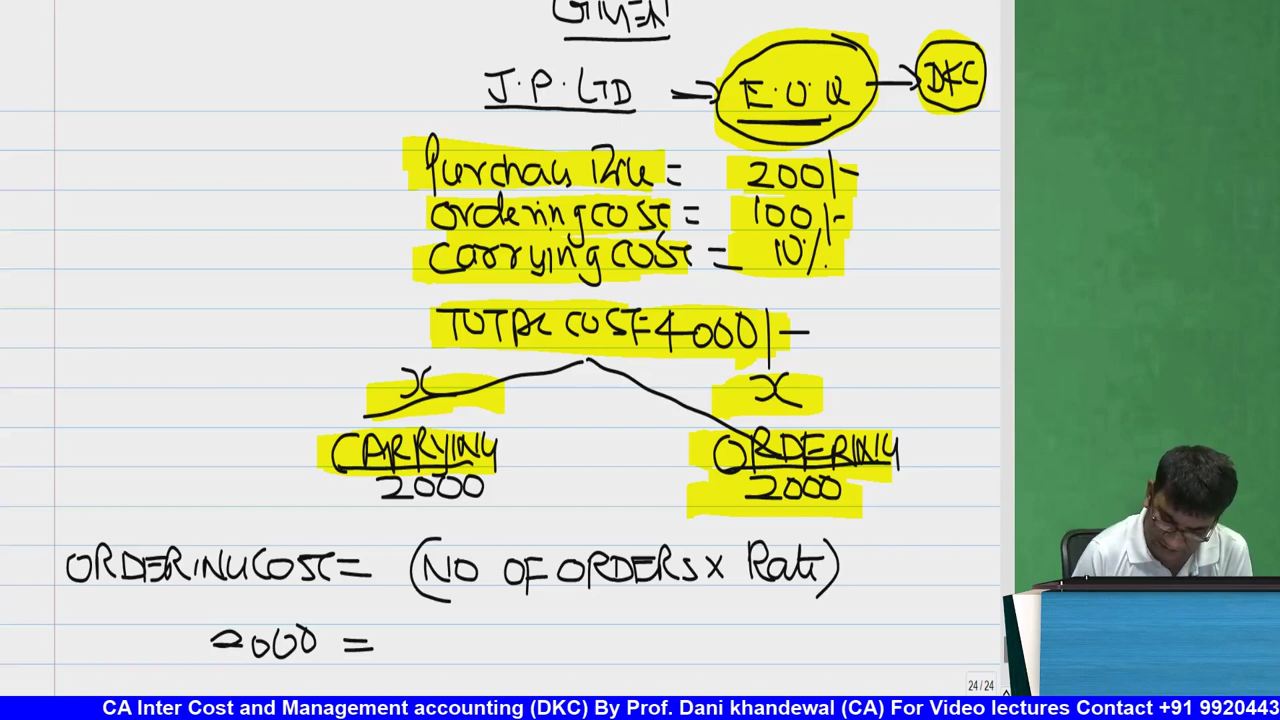 GIVEN
J.P. LTD → E.O.Q → DKC
Purchase Price = 200/-
Ordering cost = 100/-
Carrying cost = 10%
TOTAL COST = 4000/-
x x
CARRYING ORDERING
2000 2000
ORDERING COST = (NO OF ORDERS x Rate)
2000 =
24 / 24
CA Inter Cost and Management accounting (DKC) By Prof. Dani khandewal (CA) For Video lectures Contact +91 9920443